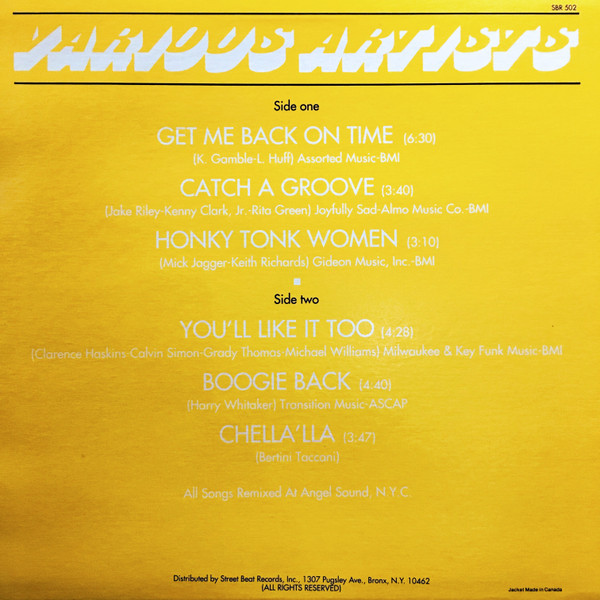 SBR 502
VARIOUS ARTISTS
Side one
GET ME BACK ON TIME (6:30)
(K. Gamble-L. Huff) Assorted Music-BMI
CATCH A GROOVE (3:40)
(Jake Riley-Kenny Clark, Jr.-Rita Green) Joyfully Sad-Almo Music Co.-BMI
HONKY TONK WOMEN (3:10)
(Mick Jagger-Keith Richards) Gideon Music, Inc.-BMI
Side two
YOU'LL LIKE IT TOO (4:28)
(Clarence Haskins-Calvin Simon-Grady Thomas-Michael Williams) Milwaukee & Key Funk Music-BMI
BOOGIE BACK (4:40)
(Harry Whitaker) Transition Music-ASCAP
CHELLA'LLA (3:47)
(Bertini Taccani)
All Songs Remixed At Angel Sound, N.Y.C.
Distributed by Street Beat Records, Inc., 1307 Pugsley Ave., Bronx, N.Y. 10462
(ALL RIGHTS RESERVED)
Jacket Made in Canada